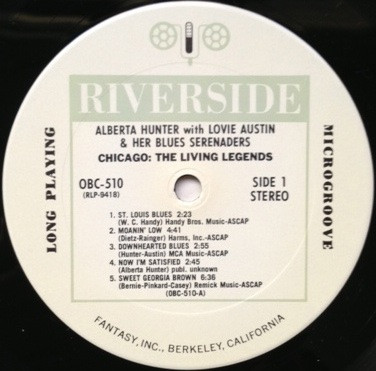 RIVERSIDE
ALBERTA HUNTER with LOVIE AUSTIN
& HER BLUES SERENADERS
CHICAGO: THE LIVING LEGENDS
LONG PLAYING
MICROGROOVE
OBC-510
(RLP-9418)
SIDE 1
STEREO
1. ST. LOUIS BLUES 2:23
(W. C. Handy) Handy Bros. Music-ASCAP
2. MOANIN' LOW 4:41
(Dietz-Rainger) Harms, Inc.-ASCAP
3. DOWNHEARTED BLUES 2:55
(Hunter-Austin) MCA Music-ASCAP
4. NOW I'M SATISFIED 2:45
(Alberta Hunter) publ. unknown
5. SWEET GEORGIA BROWN 6:36
(Bernie-Pinkard-Casey) Remick Music-ASCAP
(OBC-510-A)
FANTASY, INC., BERKELEY, CALIFORNIA